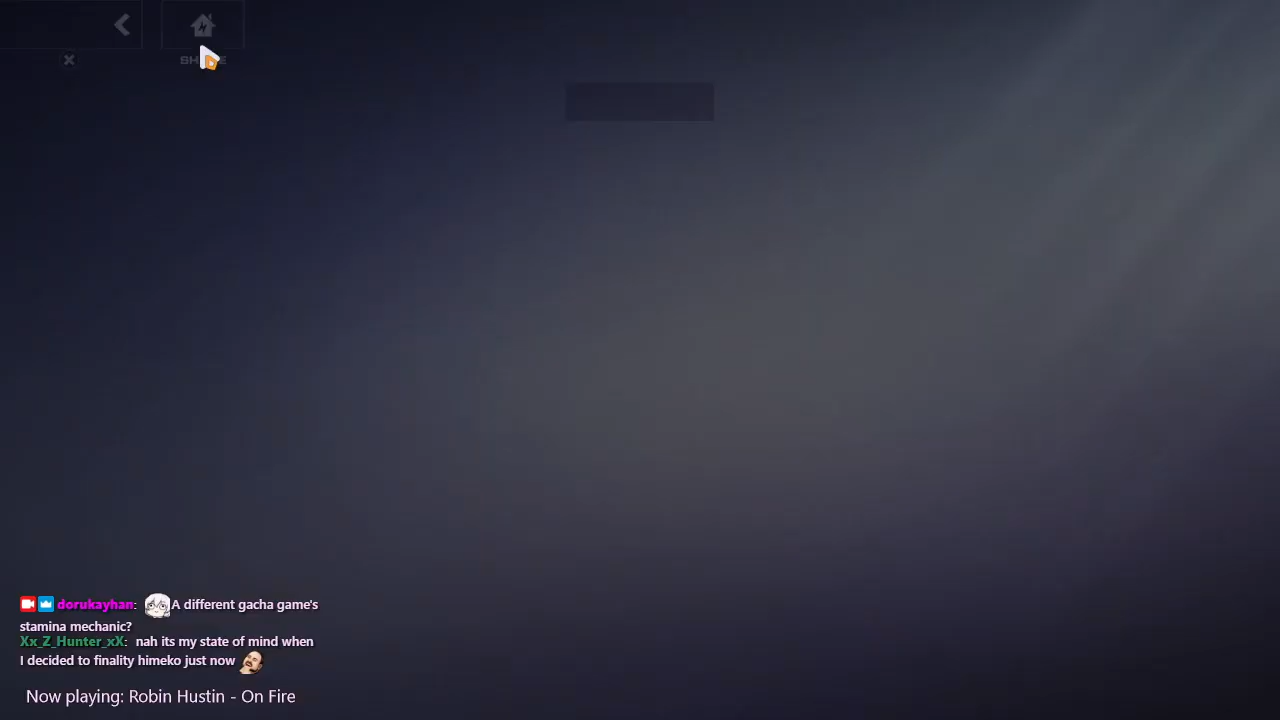 dorukayhan: A different gacha game's
stamina mechanic?
Xx_Z_Hunter_xX: nah its my state of mind when
I decided to finality himeko just now
Now playing: Robin Hustin - On Fire